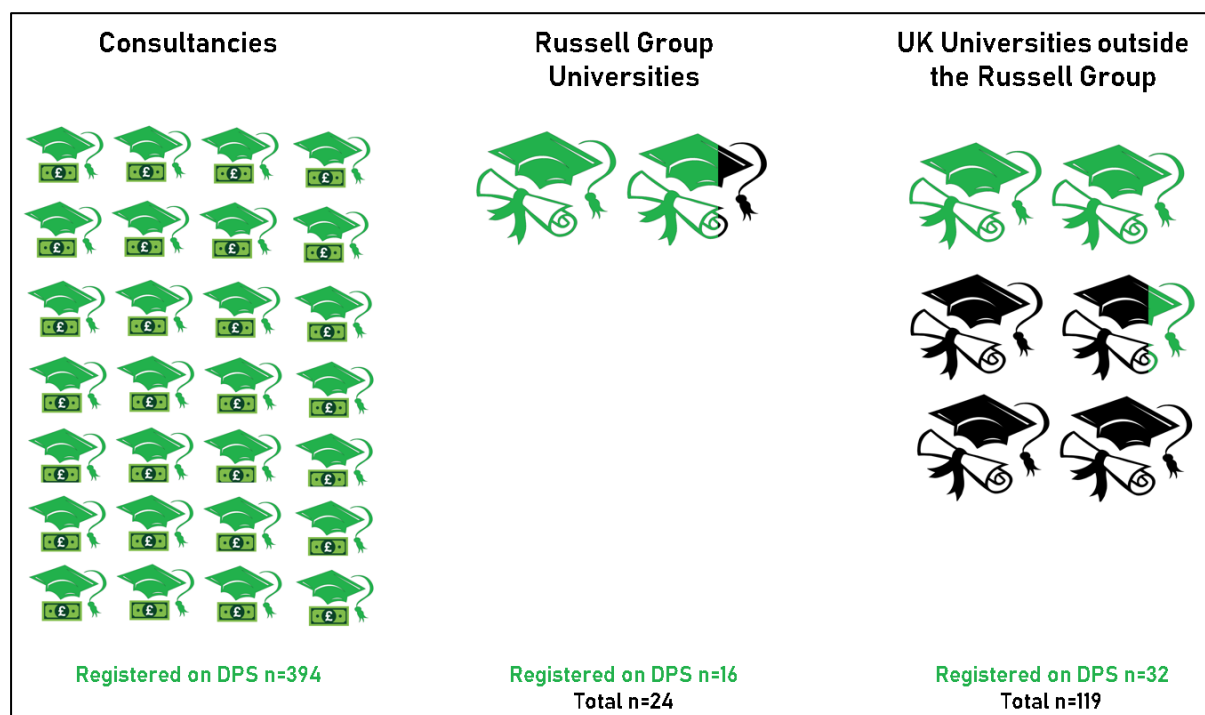 Consultancies
Russell Group
Universities
UK Universities outside
the Russell Group
£ £ £ £
£ £ £ £
£ £ £ £
£ £ £ £
£ £ £ £
£ £ £ £
£ £ £ £
Registered on DPS n=394
Registered on DPS n=16
Total n=24
Registered on DPS n=32
Total n=119